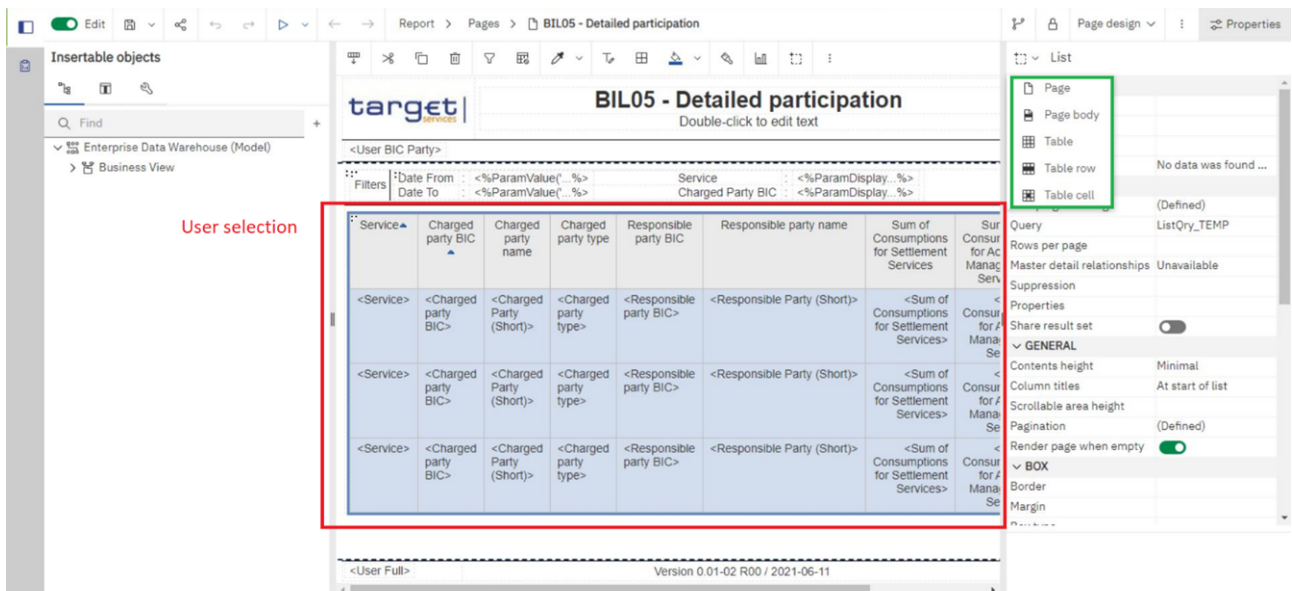 Edit
Report > Pages > BIL05 - Detailed participation
Page design
Properties
Insertable objects
Find
+
Enterprise Data Warehouse (Model)
Business View
User selection
target|
services
BIL05 - Detailed participation
Double-click to edit text
<User BIC Party>
Filters
Date From : <%ParamValue('...%> Service : <%ParamDisplay...%>
Date To : <%ParamValue('...%> Charged Party BIC : <%ParamDisplay...%>
Service
Charged party BIC
Charged party name
Charged party type
Responsible party BIC
Responsible party name
Sum of Consumptions for Settlement Services
<Service>
<Charged party BIC>
<Charged Party (Short)>
<Charged party type>
<Responsible party BIC>
<Responsible Party (Short)>
<Sum of Consumptions for Settlement Services>
<Service>
<Charged party BIC>
<Charged Party (Short)>
<Charged party type>
<Responsible party BIC>
<Responsible Party (Short)>
<Sum of Consumptions for Settlement Services>
<Service>
<Charged party BIC>
<Charged Party (Short)>
<Charged party type>
<Responsible party BIC>
<Responsible Party (Short)>
<Sum of Consumptions for Settlement Services>
<User Full>
Version 0.01-02 R00 / 2021-06-11
List
Page
Page body
Table
Table row
Table cell
No data was found ...
(Defined)
Query ListQry_TEMP
Rows per page
Master detail relationships Unavailable
Suppression
Properties
Share result set
GENERAL
Contents height Minimal
Column titles At start of list
Scrollable area height
Pagination (Defined)
Render page when empty
BOX
Border
Margin